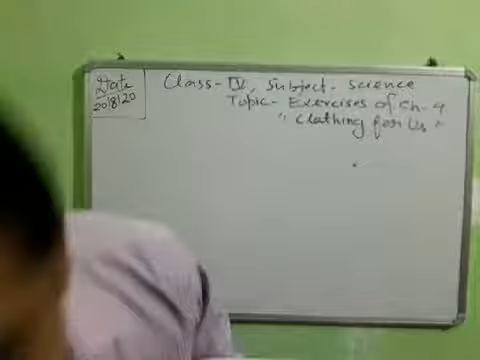 Date
20/8/20
Class-IV, Subject- science
Topic- Exercises of Ch-9
"Clothing for Us"